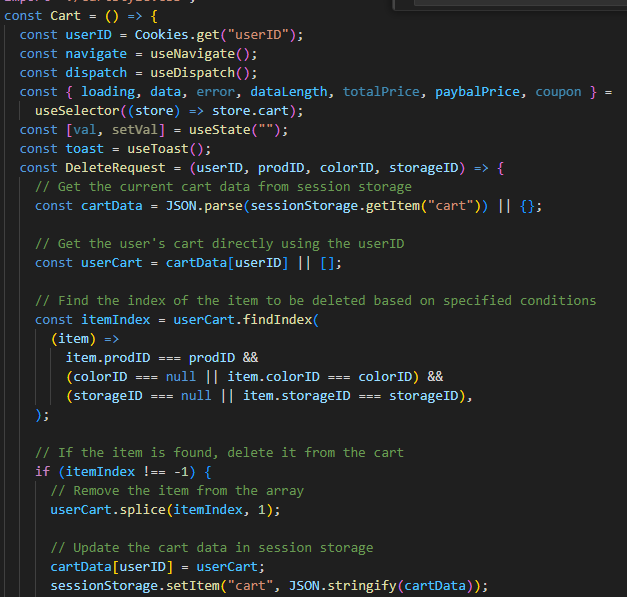 const Cart = () => {
const userID = Cookies.get("userID");
const navigate = useNavigate();
const dispatch = useDispatch();
const { loading, data, error, dataLength, totalPrice, paybalPrice, coupon } =
useSelector((store) => store.cart);
const [val, setVal] = useState("");
const toast = useToast();
const DeleteRequest = (userID, prodID, colorID, storageID) => {
// Get the current cart data from session storage
const cartData = JSON.parse(sessionStorage.getItem("cart")) || {};
// Get the user's cart directly using the userID
const userCart = cartData[userID] || [];
// Find the index of the item to be deleted based on specified conditions
const itemIndex = userCart.findIndex(
(item) =>
item.prodID === prodID &&
(colorID === null || item.colorID === colorID) &&
(storageID === null || item.storageID === storageID),
);
// If the item is found, delete it from the cart
if (itemIndex !== -1) {
// Remove the item from the array
userCart.splice(itemIndex, 1);
// Update the cart data in session storage
cartData[userID] = userCart;
sessionStorage.setItem("cart", JSON.stringify(cartData));